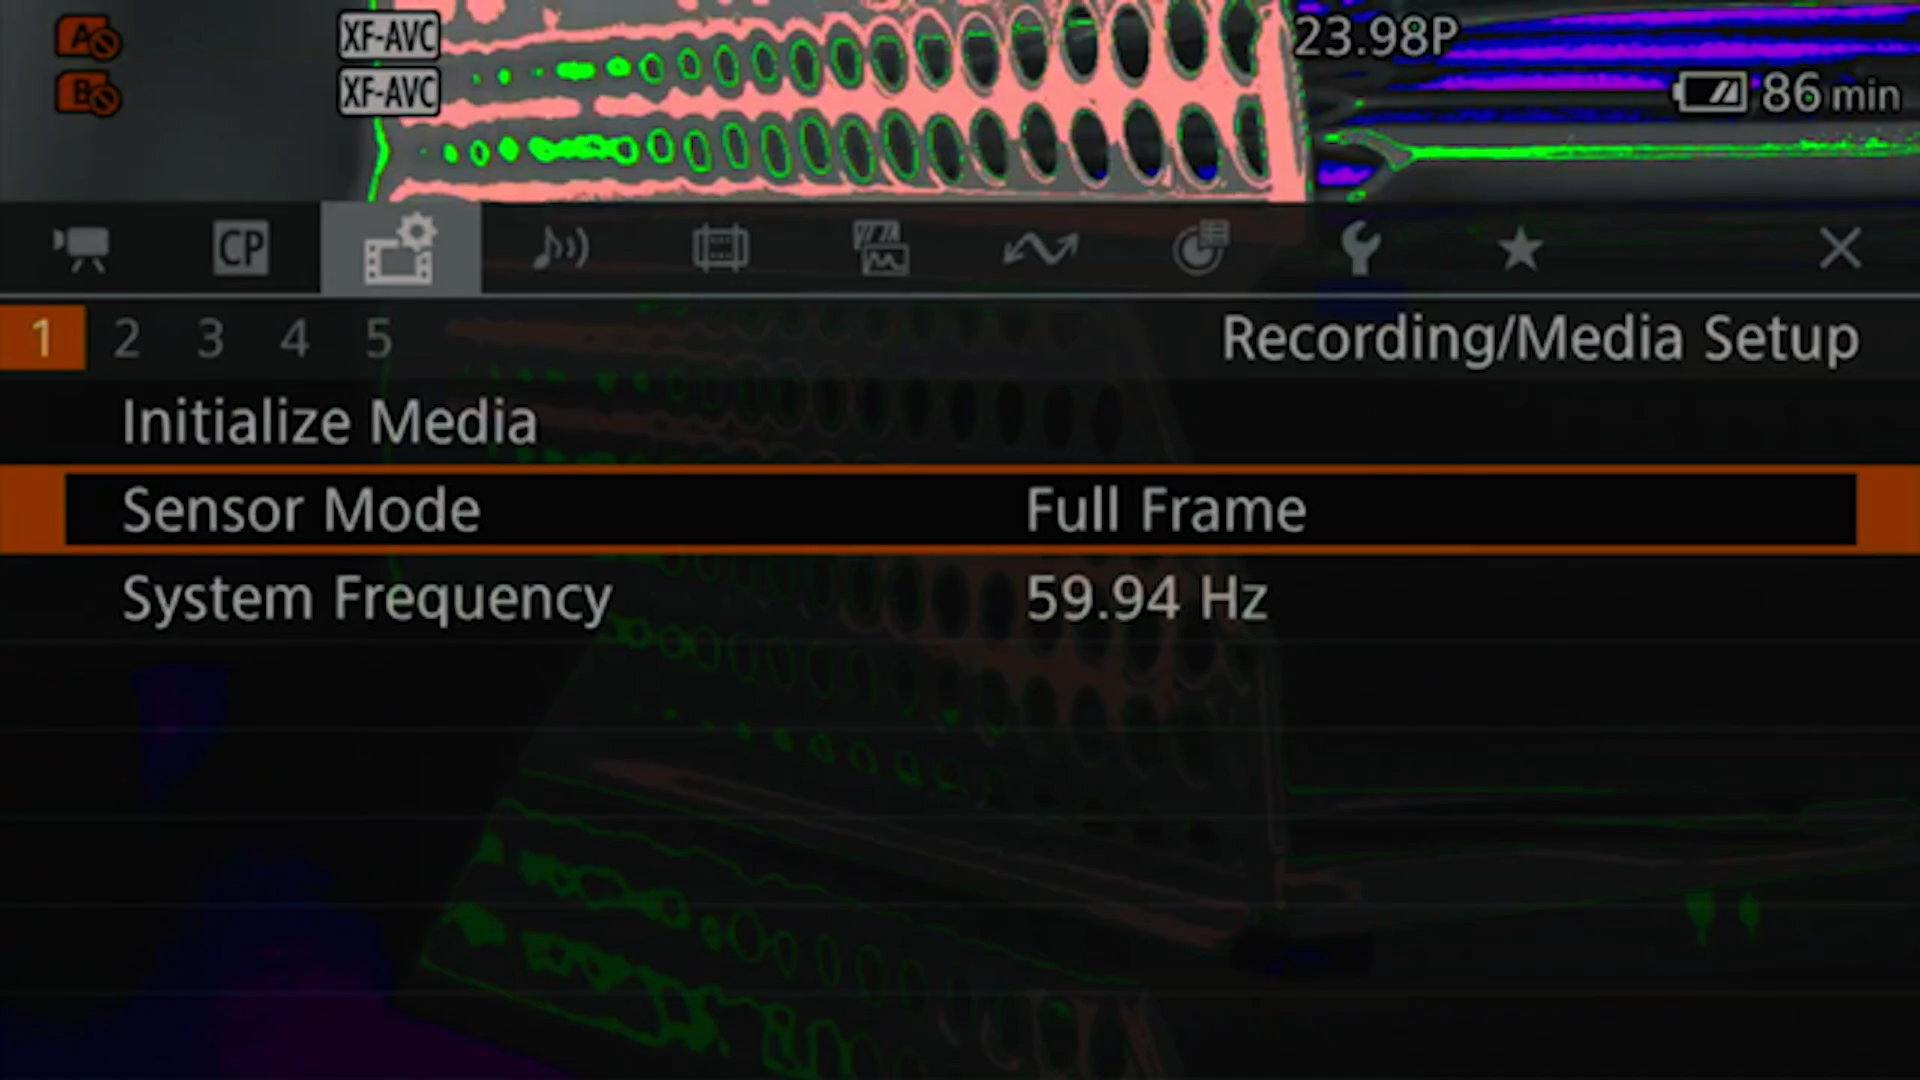 A
XF-AVC
23.98P
B
XF-AVC
86 min
CP
1 2 3 4 5
Recording/Media Setup
Initialize Media
Sensor Mode Full Frame
System Frequency 59.94 Hz